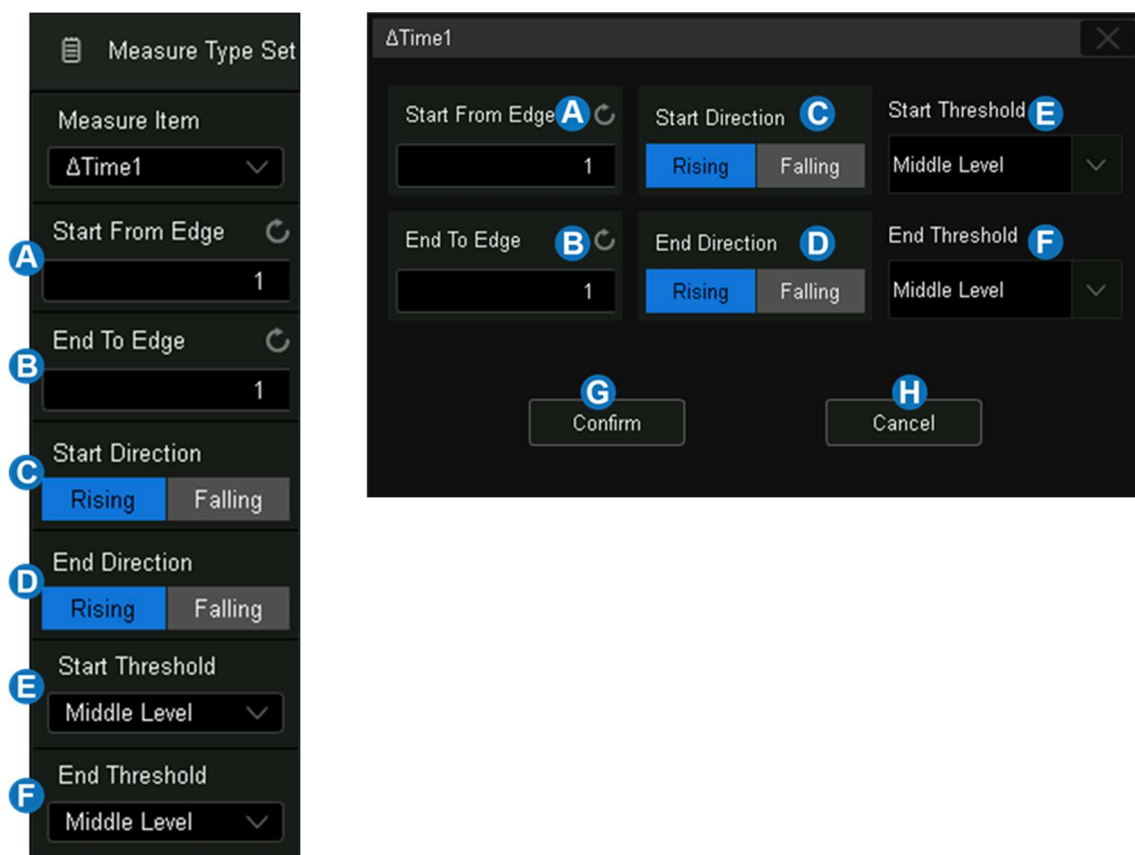 Measure Type Set
Measure Item
ΔTime1
Start From Edge
A
1
End To Edge
B
1
Start Direction
C
Rising Falling
End Direction
D
Rising Falling
Start Threshold
E
Middle Level
End Threshold
F
Middle Level
ΔTime1
Start From Edge A
1
Start Direction C
Rising Falling
Start Threshold E
Middle Level
End To Edge B
1
End Direction D
Rising Falling
End Threshold F
Middle Level
G
Confirm
H
Cancel